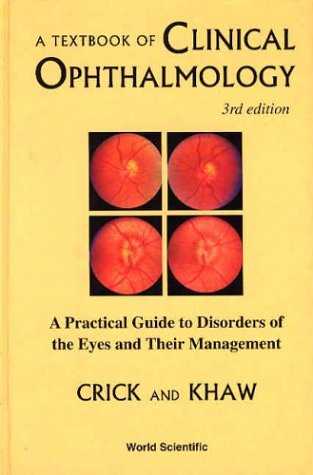 A TEXTBOOK OF CLINICAL
OPHTHALMOLOGY
3rd edition
A Practical Guide to Disorders of
the Eyes and Their Management
CRICK AND KHAW
World Scientific